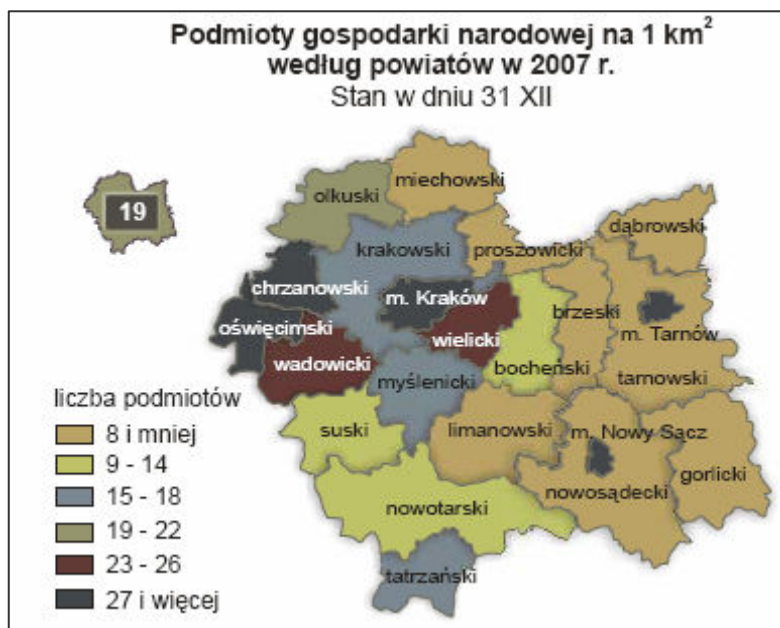 Podmioty gospodarki narodowej na 1 km²
według powiatów w 2007 r.
Stan w dniu 31 XII
miechowski
olkuski
19
dąbrowski
krakowski
proszowicki
chrzanowski
m. Kraków
brzeski
oświęcimski
wielicki
m. Tarnów
wadowicki
bocheński
myślenicki
tarnowski
liczba podmiotów
8 i mniej
9 - 14
15 - 18
19 - 22
23 - 26
27 i więcej
suski
limanowski
m. Nowy Sącz
gorlicki
nowosądecki
nowotarski
tatrzański